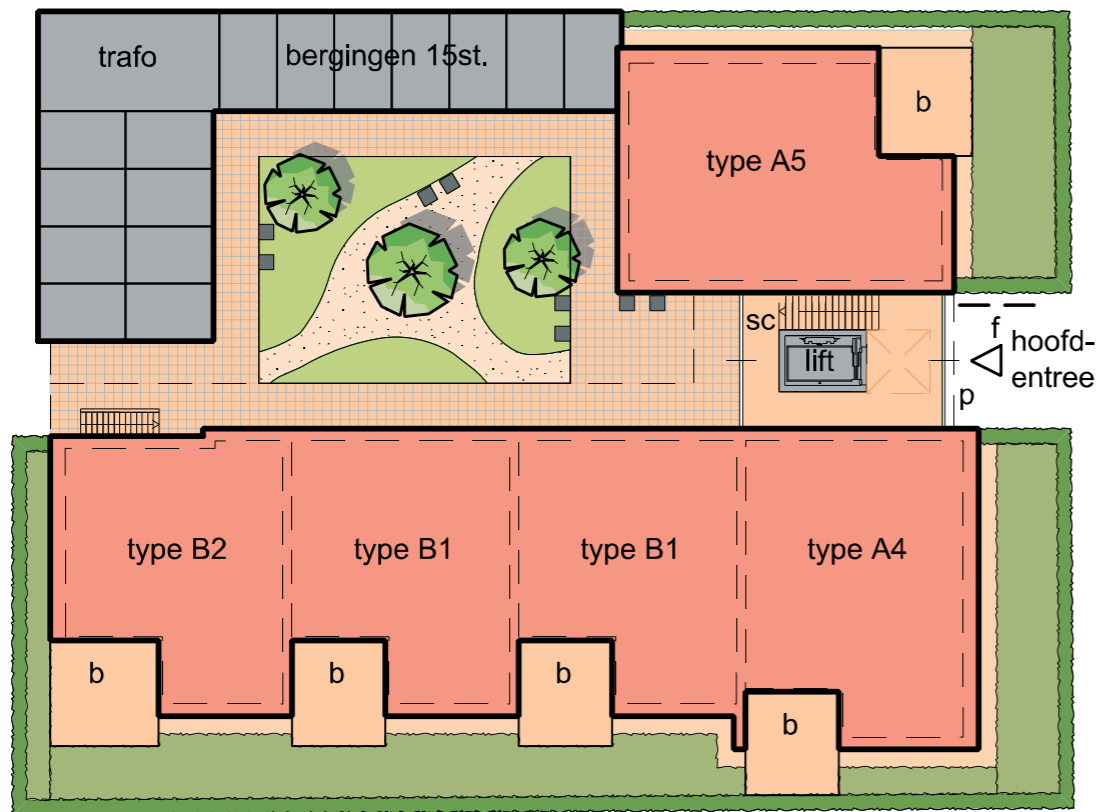 trafo
bergingen 15st.
b
type A5
sc
f
hoofd-
lift
entree
p
type B2
type B1
type B1
type A4
b
b
b
b